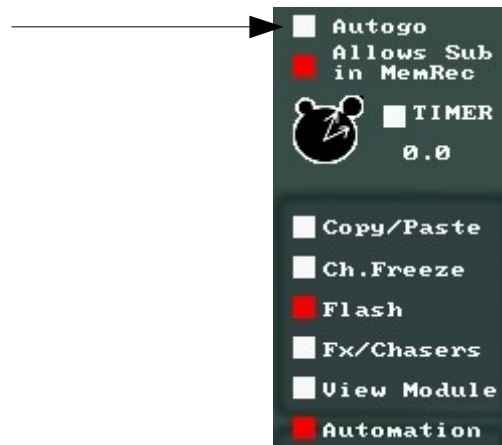 Autogo
Allows Sub
in MemRec
TIMER
0.0
Copy/Paste
Ch.Freeze
Flash
Fx/Chasers
View Module
Automation